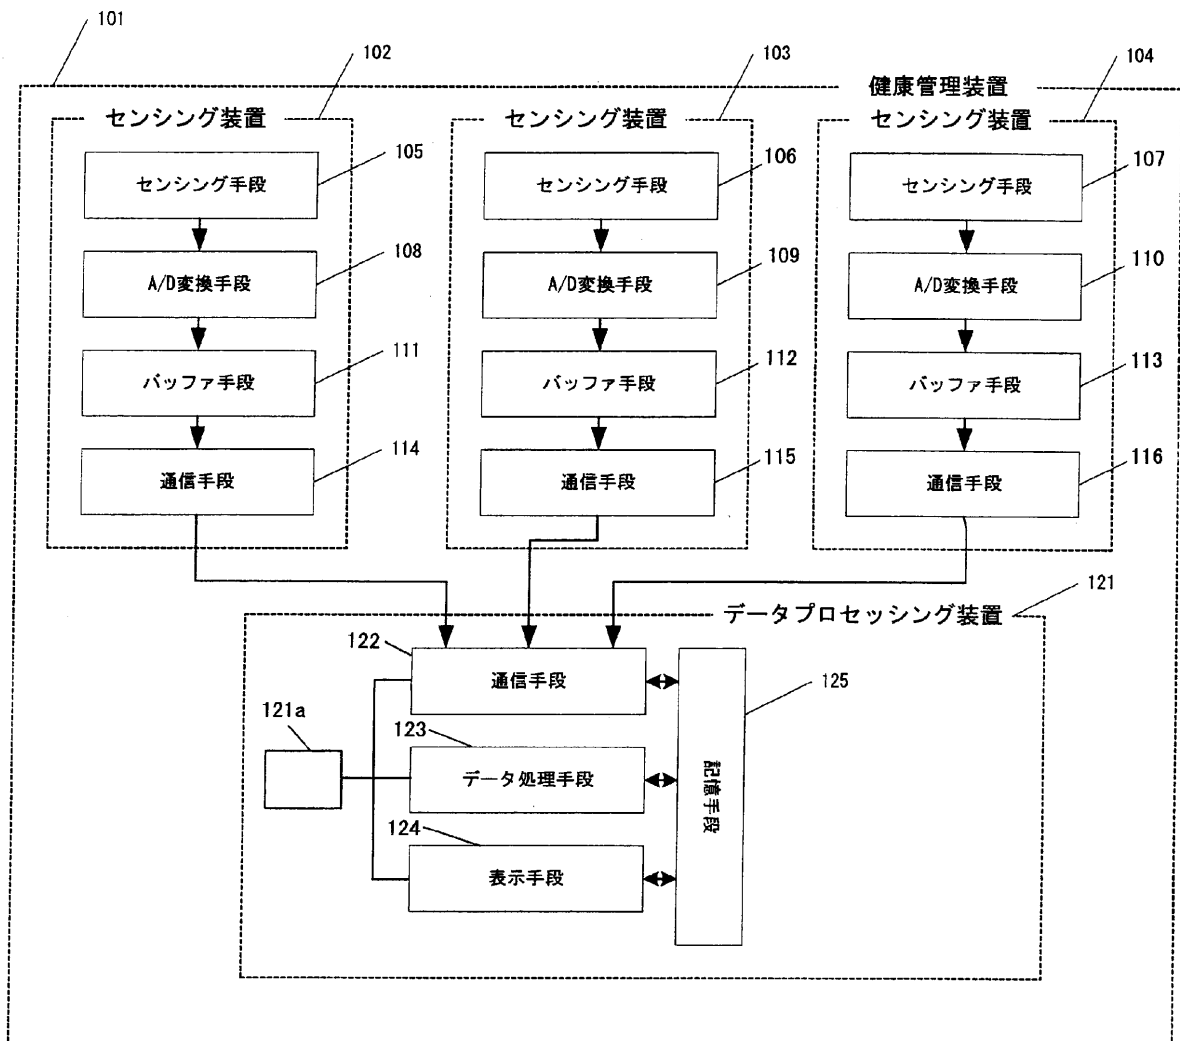 101
102
103
104
健康管理装置
センシング装置
センシング装置
センシング装置
105
106
107
センシング手段
センシング手段
センシング手段
108
109
110
A/D変換手段
A/D変換手段
A/D変換手段
111
112
113
バッファ手段
バッファ手段
バッファ手段
114
115
116
通信手段
通信手段
通信手段
121
データプロセッシング装置
122
通信手段
125
121a
123
データ処理手段
記憶手段
124
表示手段